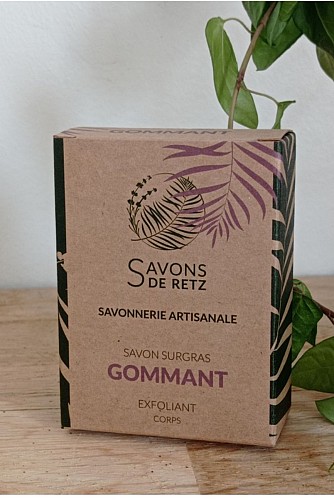 GOMMANT
SAVONS
DE RETZ
SAVONNERIE ARTISANALE
SAVON SURGRAS
GOMMANT
EXFOLIANT
CORPS